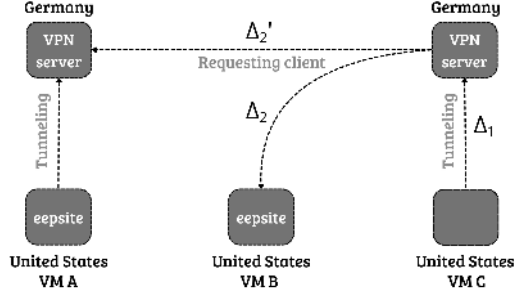 Germany
Germany
VPN
server
Δ₂'
VPN
server
Requesting client
Tunneling
Δ₂
Tunneling
Δ₁
eepsite
eepsite
United States
VM A
United States
VM B
United States
VM C